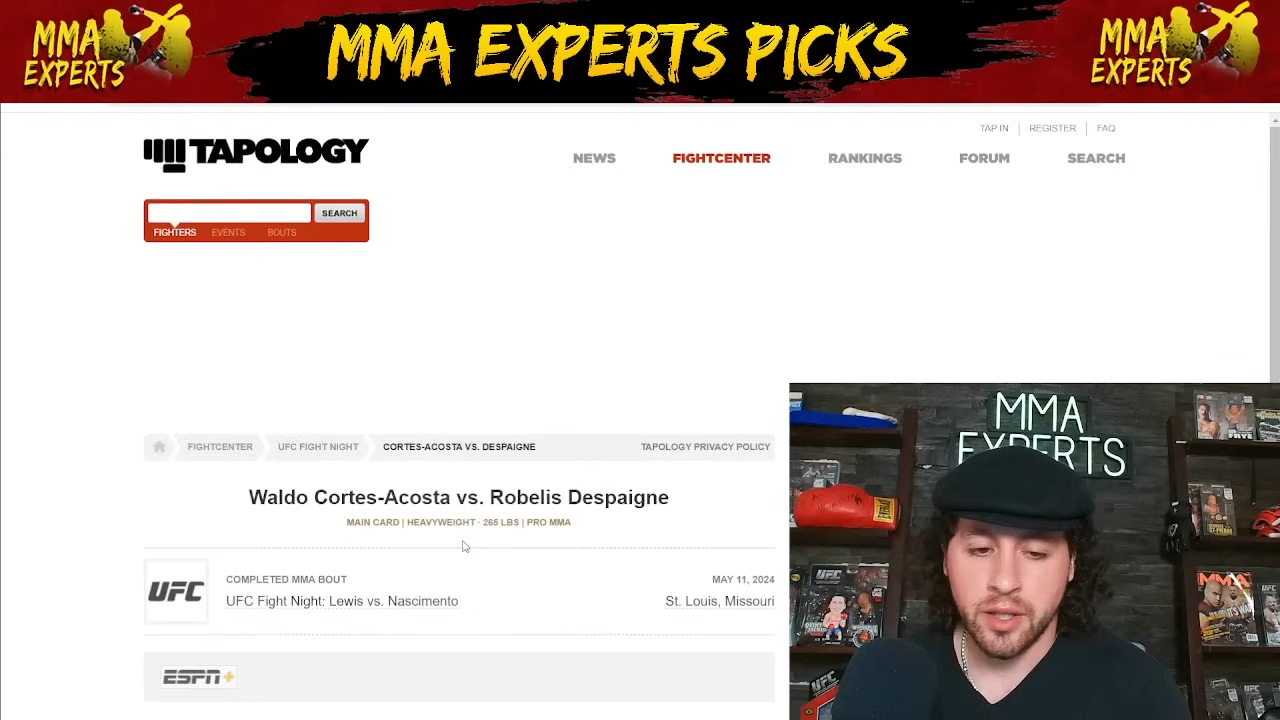 MMA
EXPERTS
MMA EXPERTS PICKS
MMA
EXPERTS
TAP IN
REGISTER
FAQ
TAPOLOGY
NEWS
FIGHTCENTER
RANKINGS
FORUM
SEARCH
SEARCH
FIGHTERS
EVENTS
BOUTS
FIGHTCENTER
UFC FIGHT NIGHT
CORTES-ACOSTA VS. DESPAIGNE
TAPOLOGY PRIVACY POLICY
Waldo Cortes-Acosta vs. Robelis Despaigne
MAIN CARD | HEAVYWEIGHT · 265 LBS | PRO MMA
UFC
COMPLETED MMA BOUT
MAY 11, 2024
UFC Fight Night: Lewis vs. Nascimento
St. Louis, Missouri
ESPN+
MMA
EXPERTS
UFC
MMA
UFC